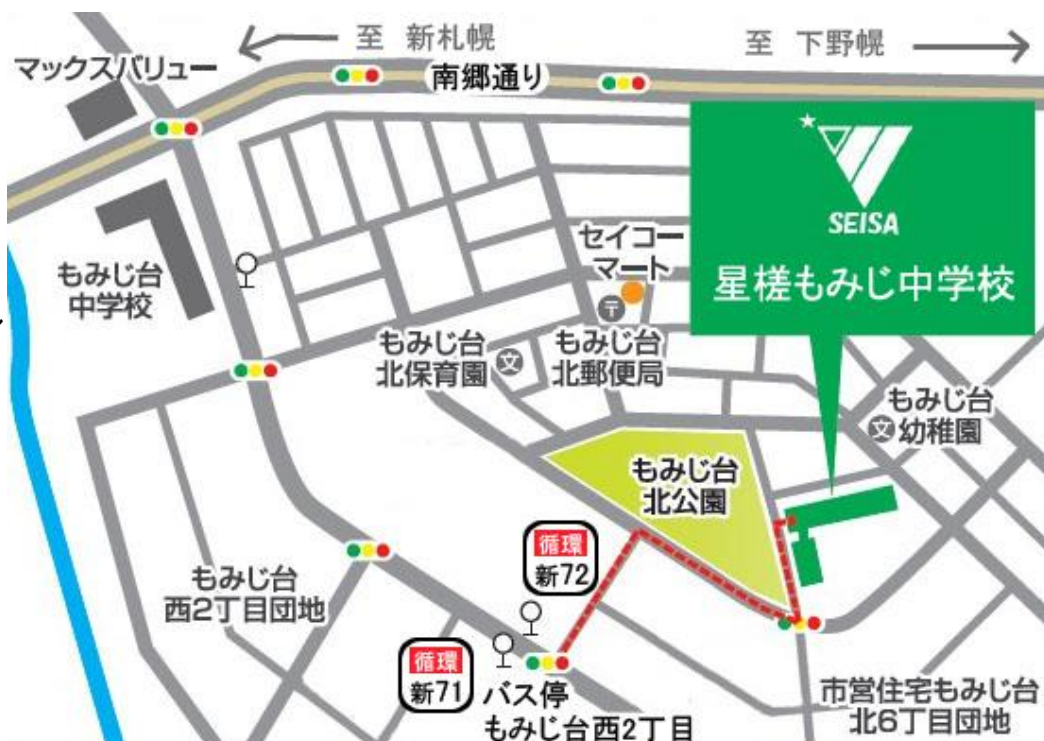 至 新札幌
至 下野幌
マックスバリュー
南郷通り
SEISA
星槎もみじ中学校
セイコー
マート
〒
もみじ台
中学校
もみじ台
北保育園
文
もみじ台
北郵便局
もみじ台
幼稚園
文
もみじ台
北公園
循環
新72
もみじ台
西2丁目団地
循環
新71
バス停
もみじ台西2丁目
市営住宅もみじ台
北6丁目団地